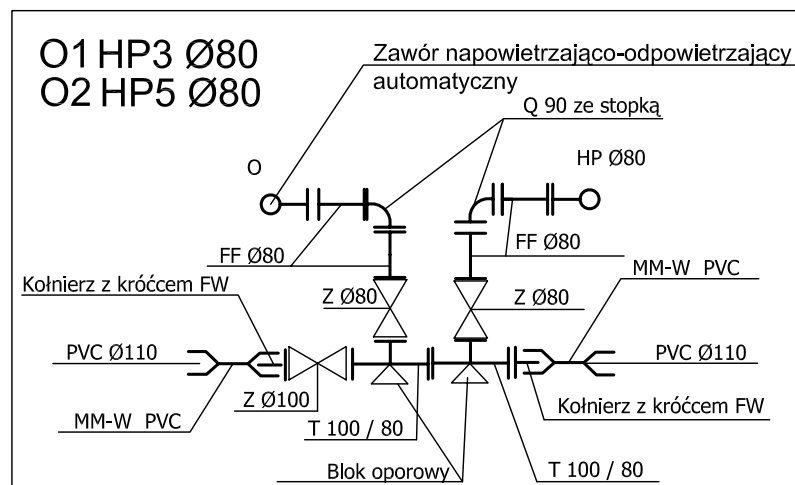 O1 HP3 Ø80
O2 HP5 Ø80
Zawór napowietrzająco-odpowietrzający
automatyczny
Q 90 ze stopką
O
HP Ø80
FF Ø80
FF Ø80
MM-W PVC
Kołnierz z króćcem FW
Z Ø80
Z Ø80
PVC Ø110
PVC Ø110
Z Ø100
Kołnierz z króćcem FW
MM-W PVC
T 100 / 80
Blok oporowy
T 100 / 80